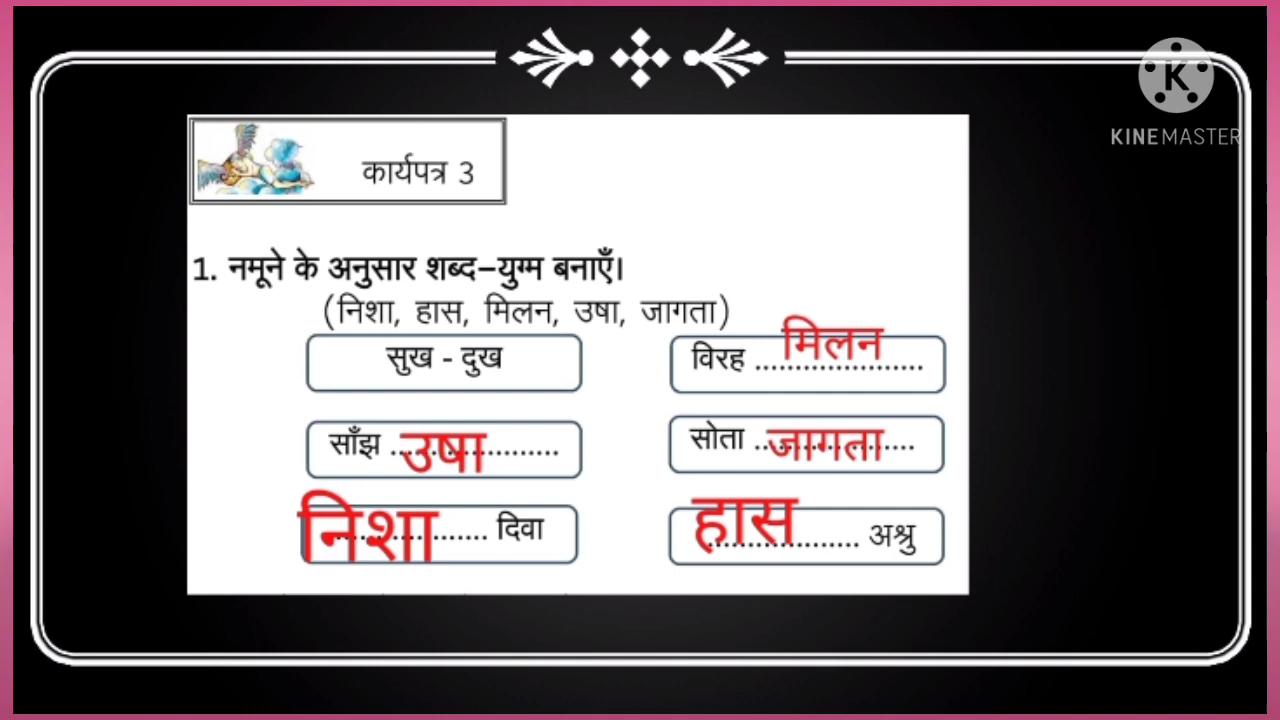 KINEMASTER
कार्यपत्र 3
1. नमूने के अनुसार शब्द-युग्म बनाएँ।
(निशा, हास, मिलन, उषा, जागता)
सुख - दुख
विरह ..................... मिलन
साँझ ..................... उषा
सोता .................... जागता
निशा .................... दिवा
हास ................... अश्रु